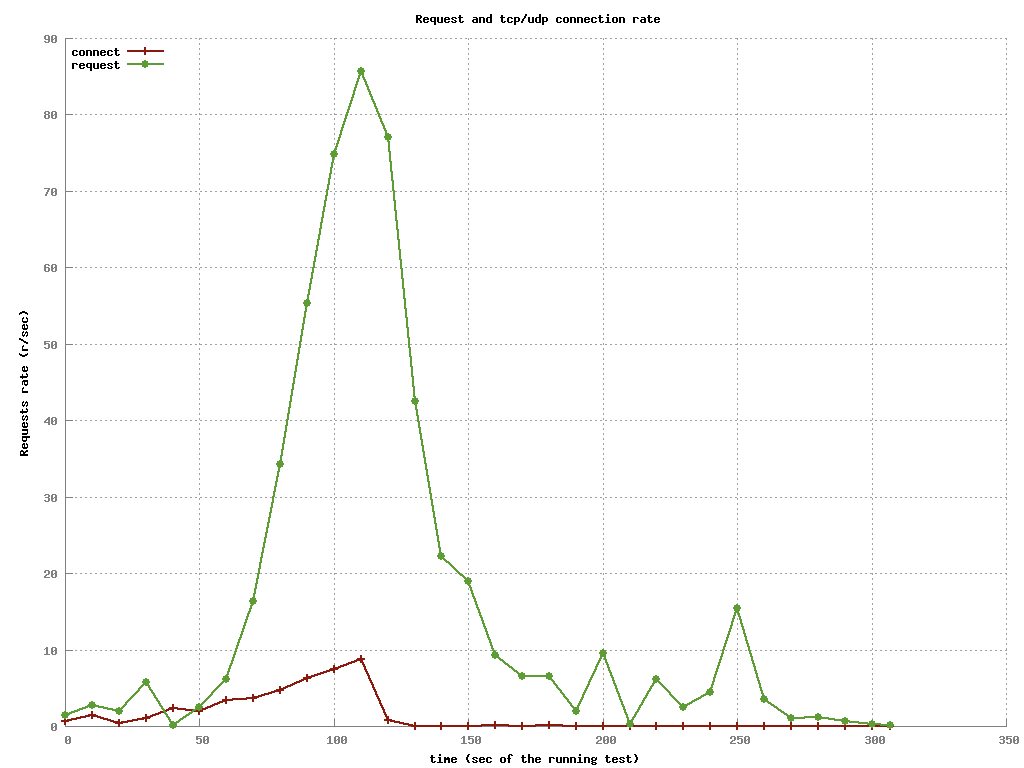 Request and tcp/udp connection rate
90
connect
request
80
70
60
50
40
30
20
10
0
Requests rate (r/sec)
0 50 100 150 200 250 300 350
time (sec of the running test)